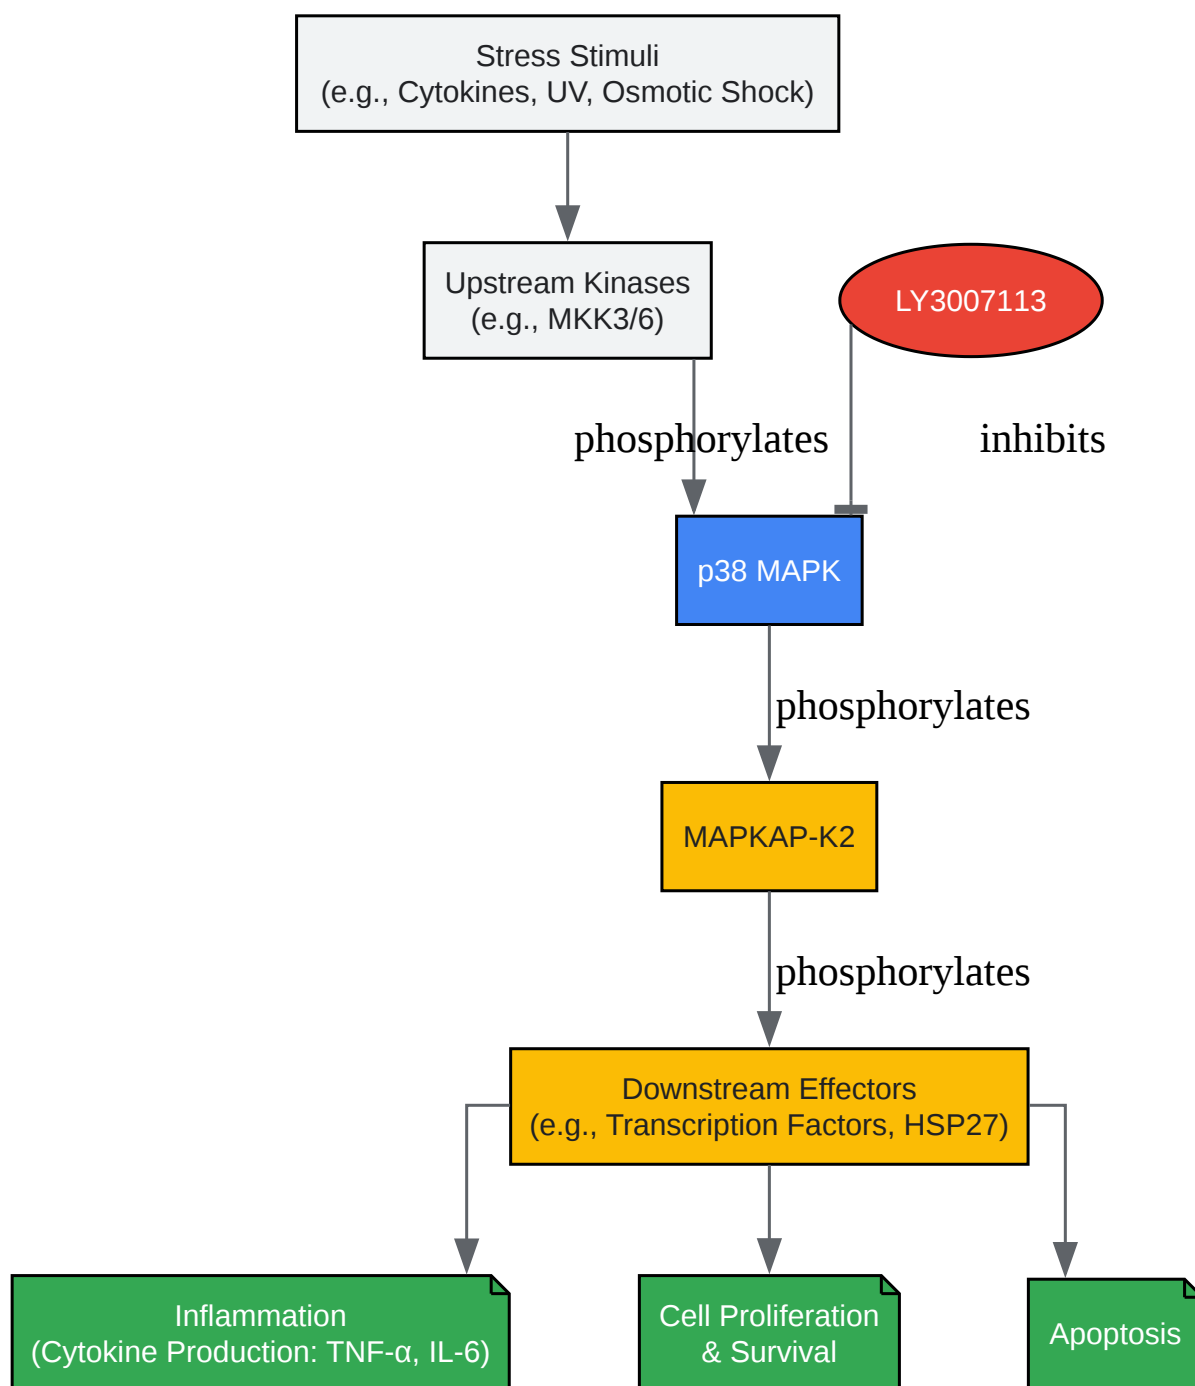 Stress Stimuli
(e.g., Cytokines, UV, Osmotic Shock)
Upstream Kinases
(e.g., MKK3/6)
LY3007113
phosphorylates
inhibits
p38 MAPK
phosphorylates
MAPKAP-K2
phosphorylates
Downstream Effectors
(e.g., Transcription Factors, HSP27)
Inflammation
(Cytokine Production: TNF-α, IL-6)
Cell Proliferation
& Survival
Apoptosis